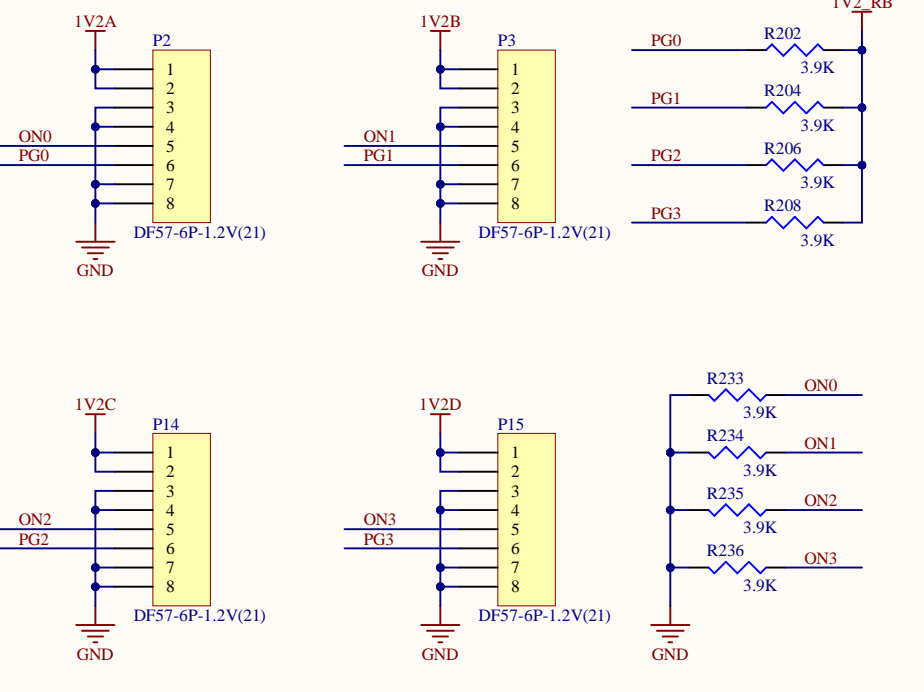 1V2A
P2
1
2
3
4
5
6
7
8
ON0
PG0
DF57-6P-1.2V(21)
GND
1V2B
P3
1
2
3
4
5
6
7
8
ON1
PG1
DF57-6P-1.2V(21)
GND
1V2_RB
PG0
R202
3.9K
PG1
R204
3.9K
PG2
R206
3.9K
PG3
R208
3.9K
1V2C
P14
1
2
3
4
5
6
7
8
ON2
PG2
DF57-6P-1.2V(21)
GND
1V2D
P15
1
2
3
4
5
6
7
8
ON3
PG3
DF57-6P-1.2V(21)
GND
R233
ON0
3.9K
R234
ON1
3.9K
R235
ON2
3.9K
R236
ON3
3.9K
GND